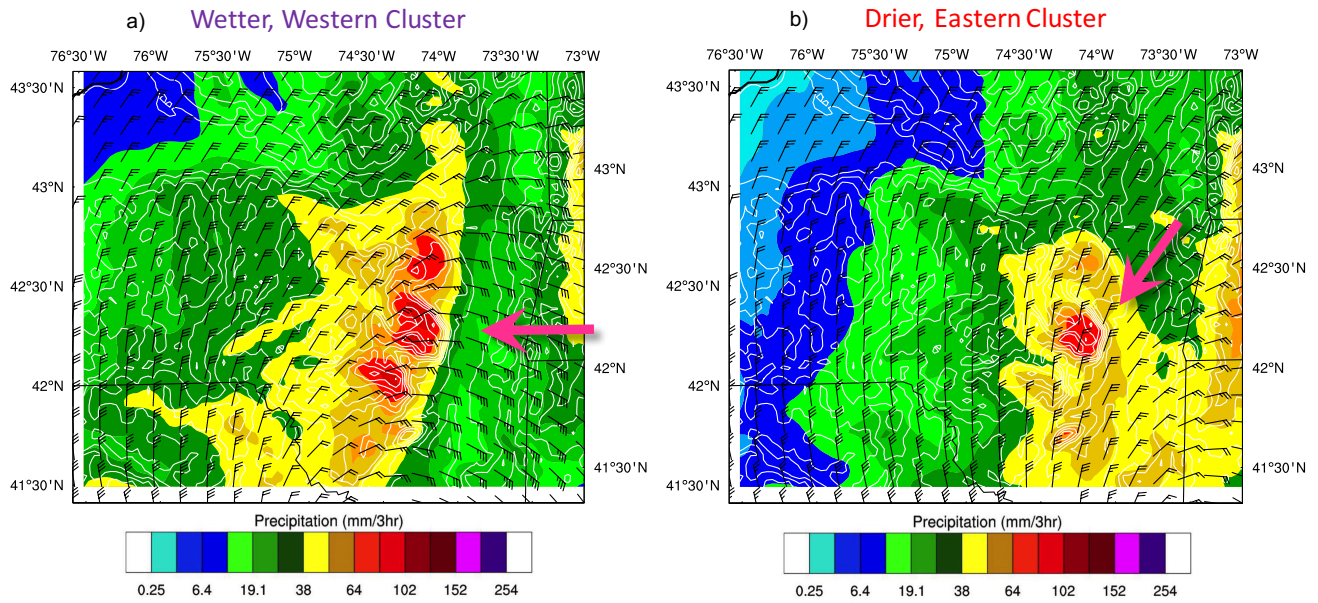 a) Wetter, Western Cluster
76°30'W 76°W 75°30'W 75°W 74°30'W 74°W 73°30'W 73°W
43°30'N
43°N
42°30'N
42°N
41°30'N
43°N
42°30'N
42°N
41°30'N
Precipitation (mm/3hr)
0.25 6.4 19.1 38 64 102 152 254
b) Drier, Eastern Cluster
76°30'W 76°W 75°30'W 75°W 74°30'W 74°W 73°30'W 73°W
43°30'N
43°N
42°30'N
42°N
41°30'N
43°N
42°30'N
42°N
41°30'N
Precipitation (mm/3hr)
0.25 6.4 19.1 38 64 102 152 254